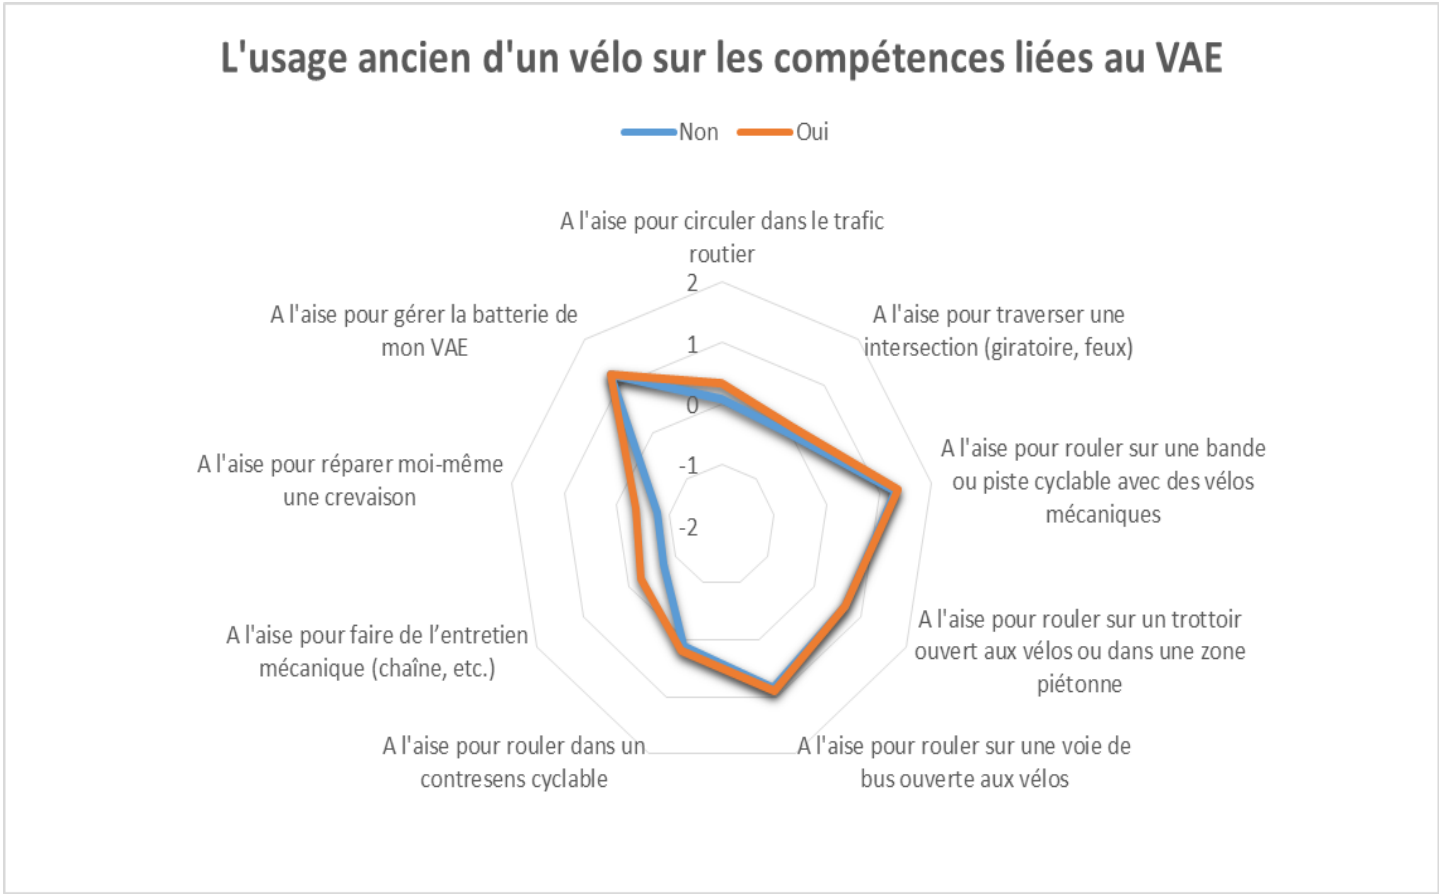 L'usage ancien d'un vélo sur les compétences liées au VAE
Non Oui
A l'aise pour circuler dans le trafic
routier
A l'aise pour gérer la batterie de
mon VAE
A l'aise pour traverser une
intersection (giratoire, feux)
2
1
0
-1
-2
A l'aise pour réparer moi-même
une crevaison
A l'aise pour rouler sur une bande
ou piste cyclable avec des vélos
mécaniques
A l'aise pour faire de l’entretien
mécanique (chaîne, etc.)
A l'aise pour rouler sur un trottoir
ouvert aux vélos ou dans une zone
piétonne
A l'aise pour rouler dans un
contresens cyclable
A l'aise pour rouler sur une voie de
bus ouverte aux vélos